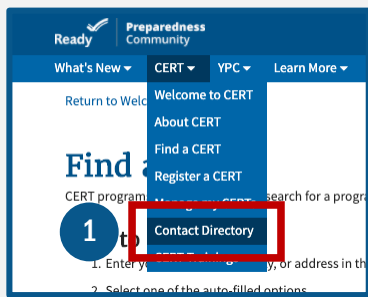 Ready Preparedness
Community
What's New CERT YPC Learn More
Return to Welc
Welcome to CERT
About CERT
Find a
Find a CERT
Register a CERT
CERT program search for a progra
1
to
Contact Directory
1. Enter y y, or address in th
2. Select one of the auto-filled options